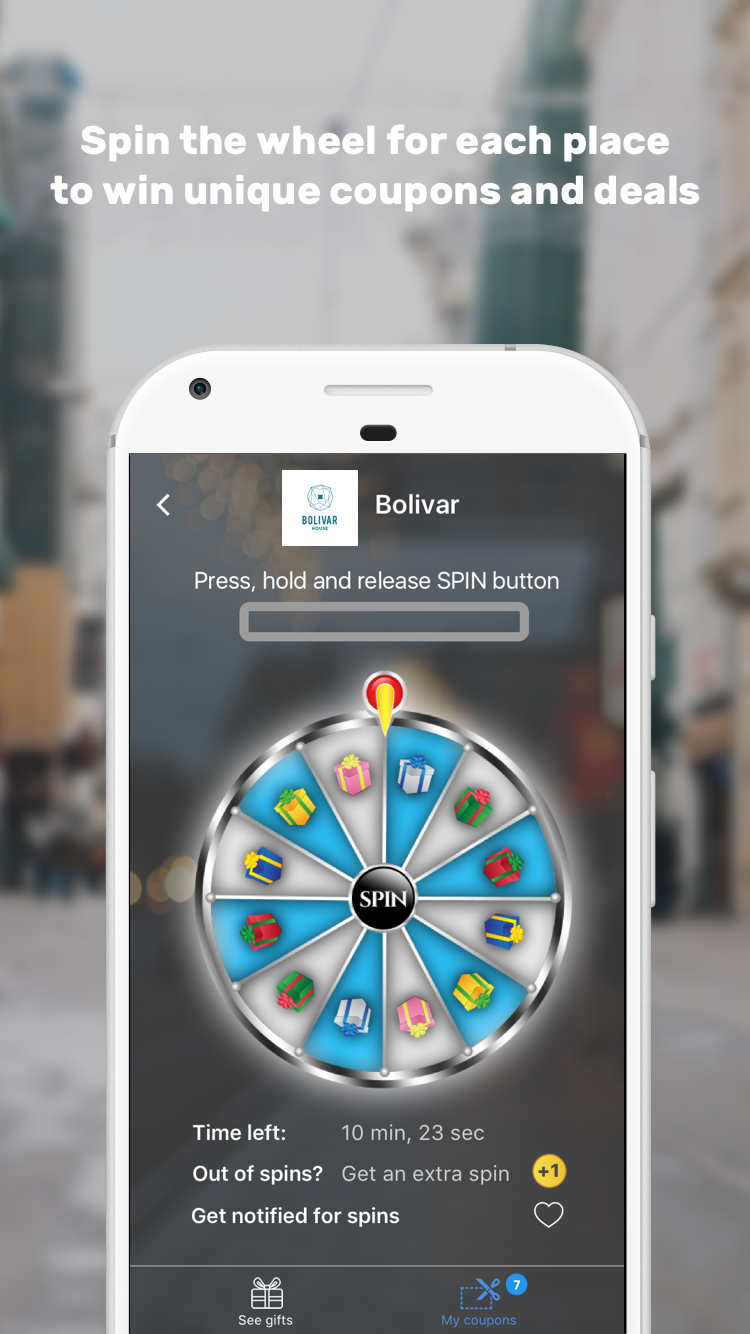 Spin the wheel for each place
to win unique coupons and deals
BOLIVAR
HOUSE
Bolivar
Press, hold and release SPIN button
SPIN
Time left: 10 min, 23 sec
Out of spins? Get an extra spin +1
Get notified for spins
7
See gifts My coupons